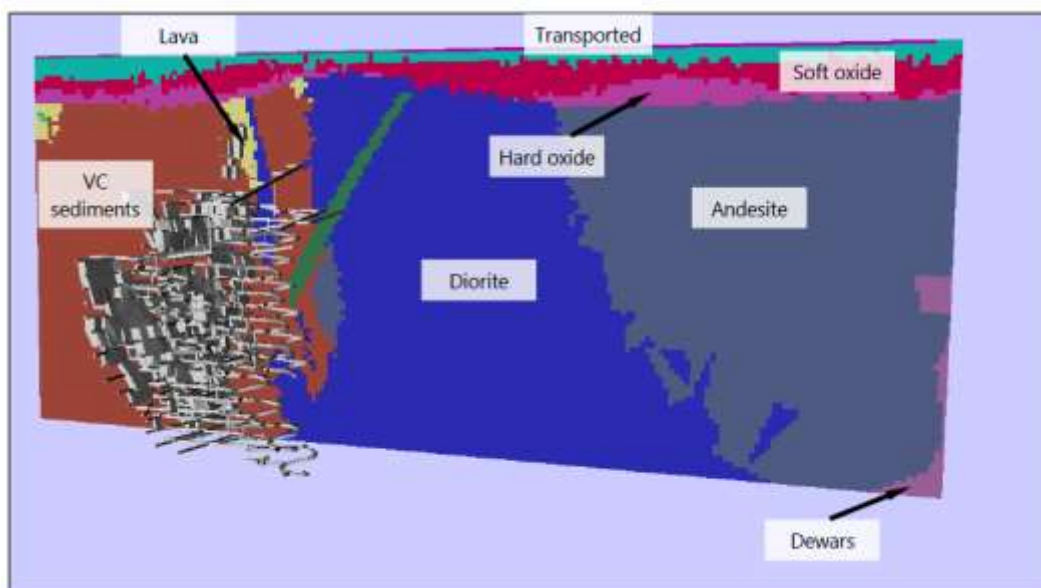 Lava
Transported
Soft oxide
Hard oxide
VC
sediments
Andesite
Diorite
Dewars